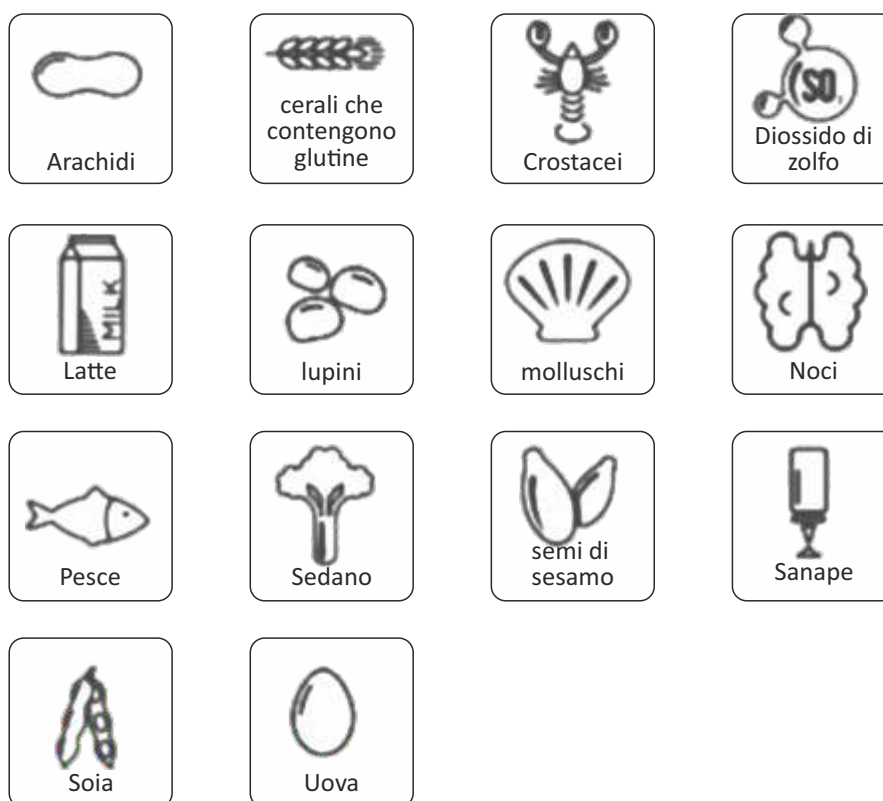 Arachidi
cerali che
contengono
glutine
Crostacei
SO₂
Diossido di
zolfo
MILK
Latte
lupini
molluschi
Noci
Pesce
Sedano
semi di
sesamo
Sanape
Soia
Uova